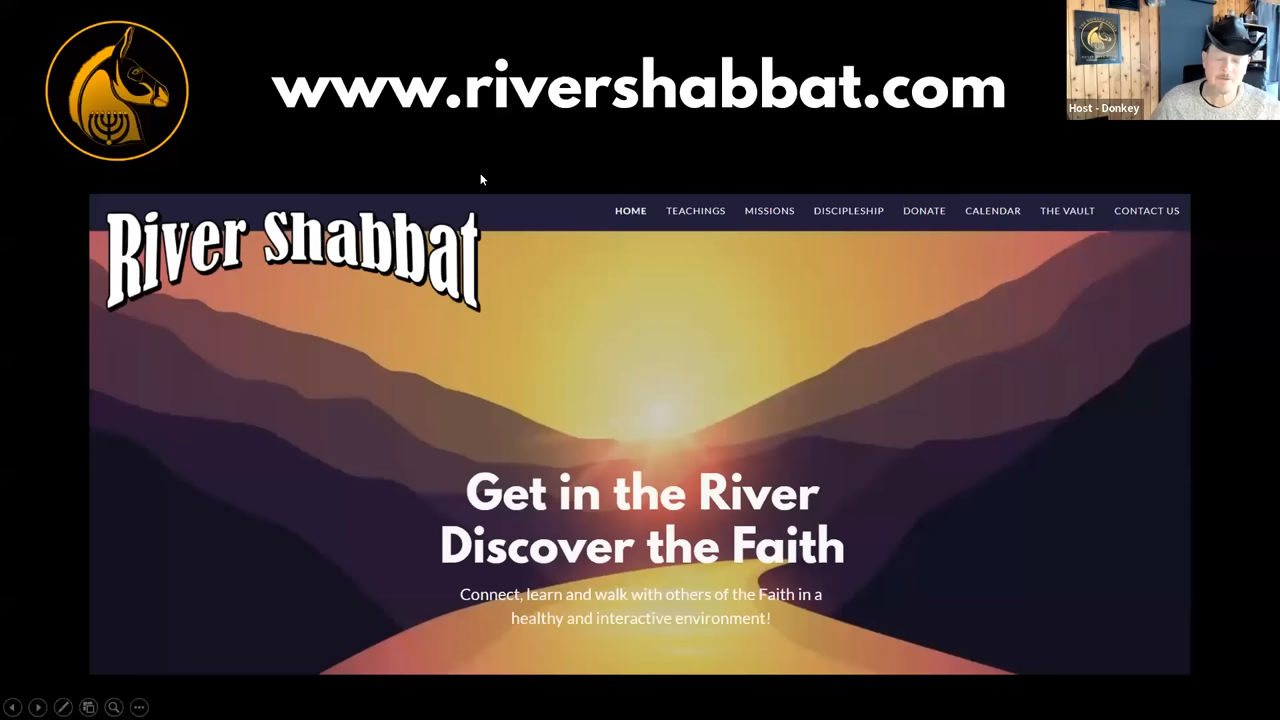 www.rivershabbat.com
Host - Donkey
River Shabbat
HOME TEACHINGS MISSIONS DISCIPLESHIP DONATE CALENDAR THE VAULT CONTACT US
Get in the River
Discover the Faith
Connect, learn and walk with others of the Faith in a
healthy and interactive environment!